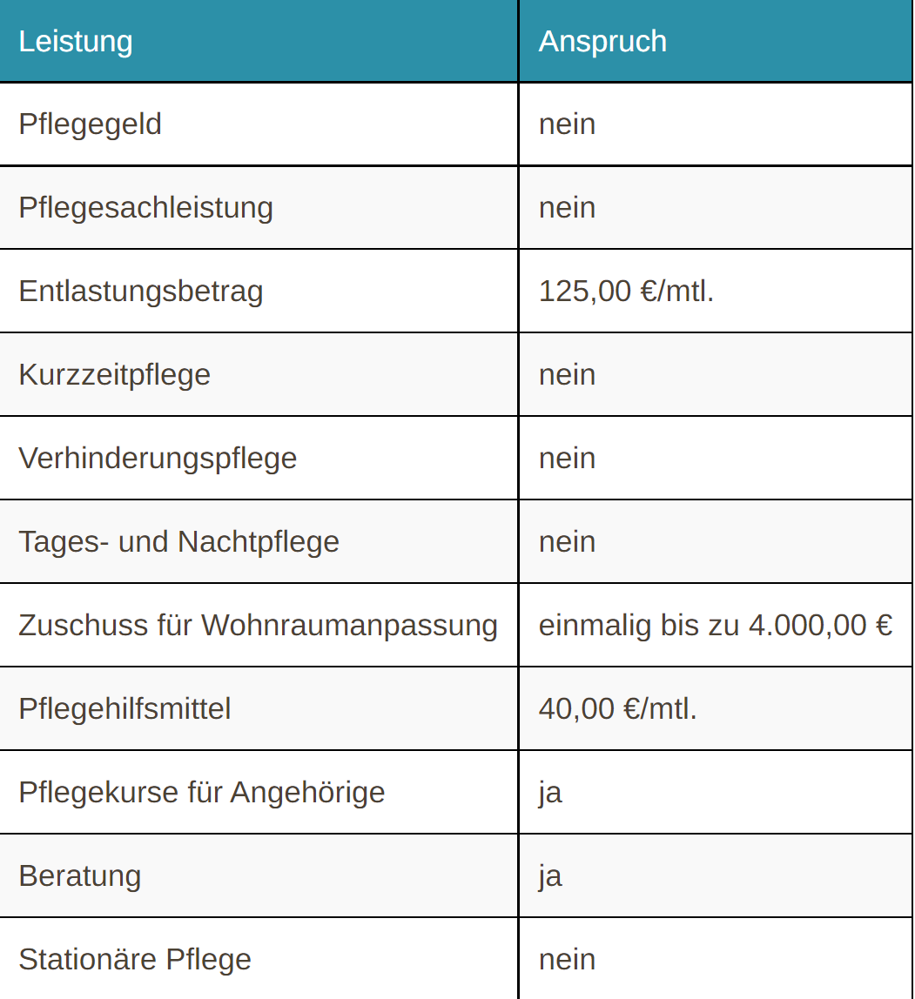 Leistung Anspruch
Pflegegeld nein
Pflegesachleistung nein
Entlastungsbetrag 125,00 €/mtl.
Kurzzeitpflege nein
Verhinderungspflege nein
Tages- und Nachtpflege nein
Zuschuss für Wohnraumanpassung einmalig bis zu 4.000,00 €
Pflegehilfsmittel 40,00 €/mtl.
Pflegekurse für Angehörige ja
Beratung ja
Stationäre Pflege nein